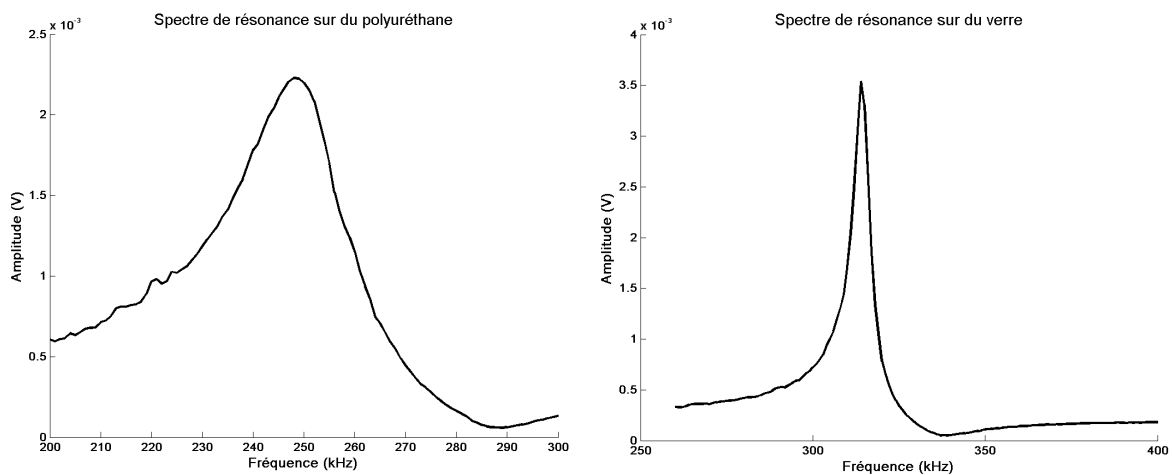 Spectre de résonance sur du polyuréthane
x 10⁻³
2.5
2
1.5
1
0.5
0
Amplitude (V)
200 210 220 230 240 250 260 270 280 290 300
Fréquence (kHz)
Spectre de résonance sur du verre
x 10⁻³
4
3.5
3
2.5
2
1.5
1
0.5
0
Amplitude (V)
250 300 350 400
Fréquence (kHz)